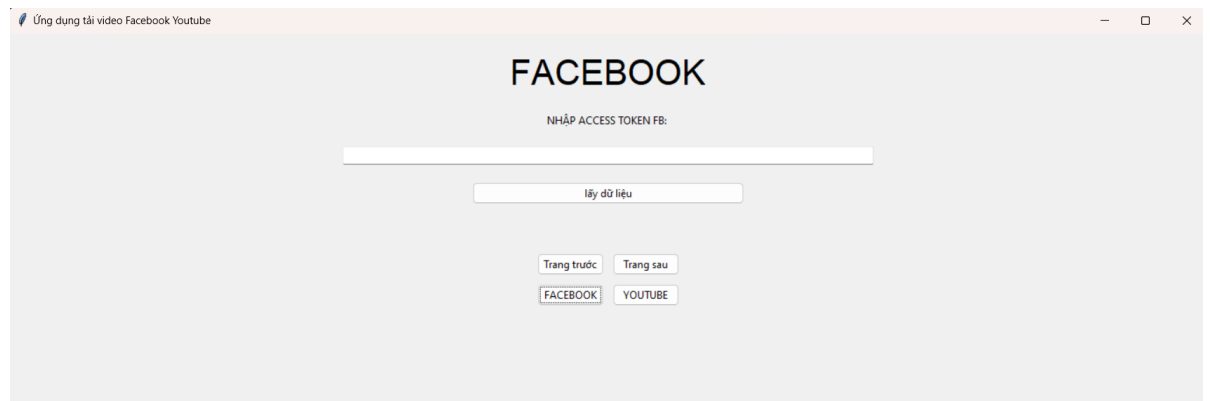 Ứng dụng tải video Facebook Youtube
FACEBOOK
NHẬP ACCESS TOKEN FB:
lấy dữ liệu
Trang trước Trang sau
FACEBOOK YOUTUBE